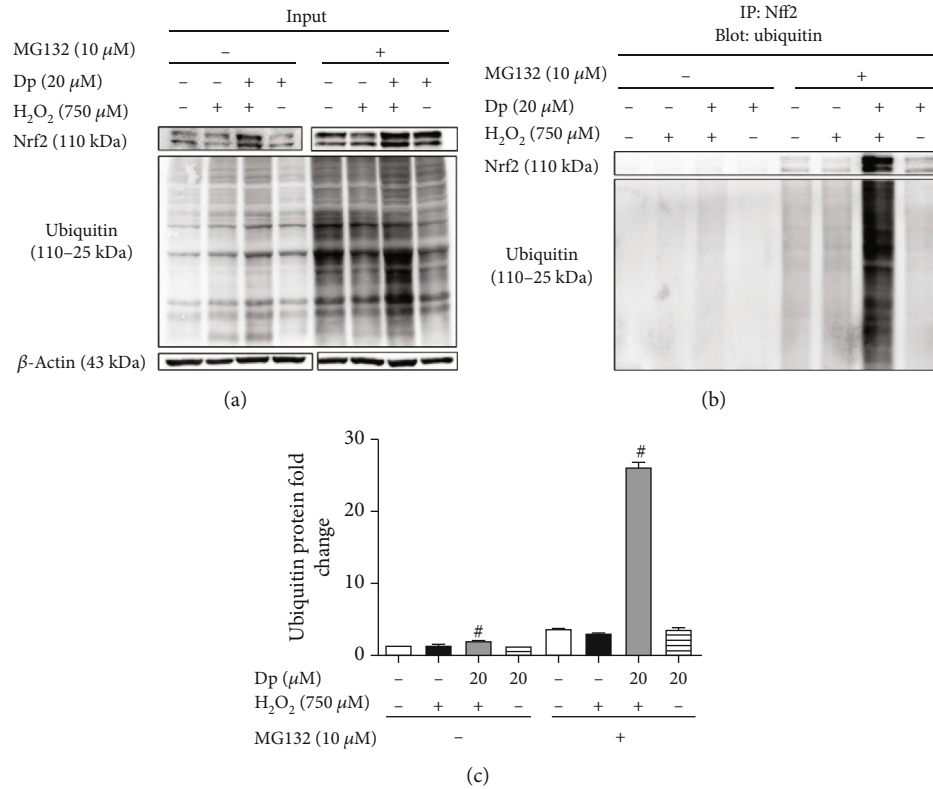 Input
MG132 (10 μM) – +
Dp (20 μM) – – + + – – + +
H₂O₂ (750 μM) – + + – – + + –
Nrf2 (110 kDa)
Ubiquitin
(110–25 kDa)
β-Actin (43 kDa)
(a)
IP: Nff2
Blot: ubiquitin
MG132 (10 μM) – +
Dp (20 μM) – – + + – – + +
H₂O₂ (750 μM) – + + – – + + –
Nrf2 (110 kDa)
Ubiquitin
(110–25 kDa)
(b)
30
20
10
0
Ubiquitin protein fold
change
# #
Dp (μM) – – 20 20 – – 20 20
H₂O₂ (750 μM) – + + – – + + –
MG132 (10 μM) – +
(c)